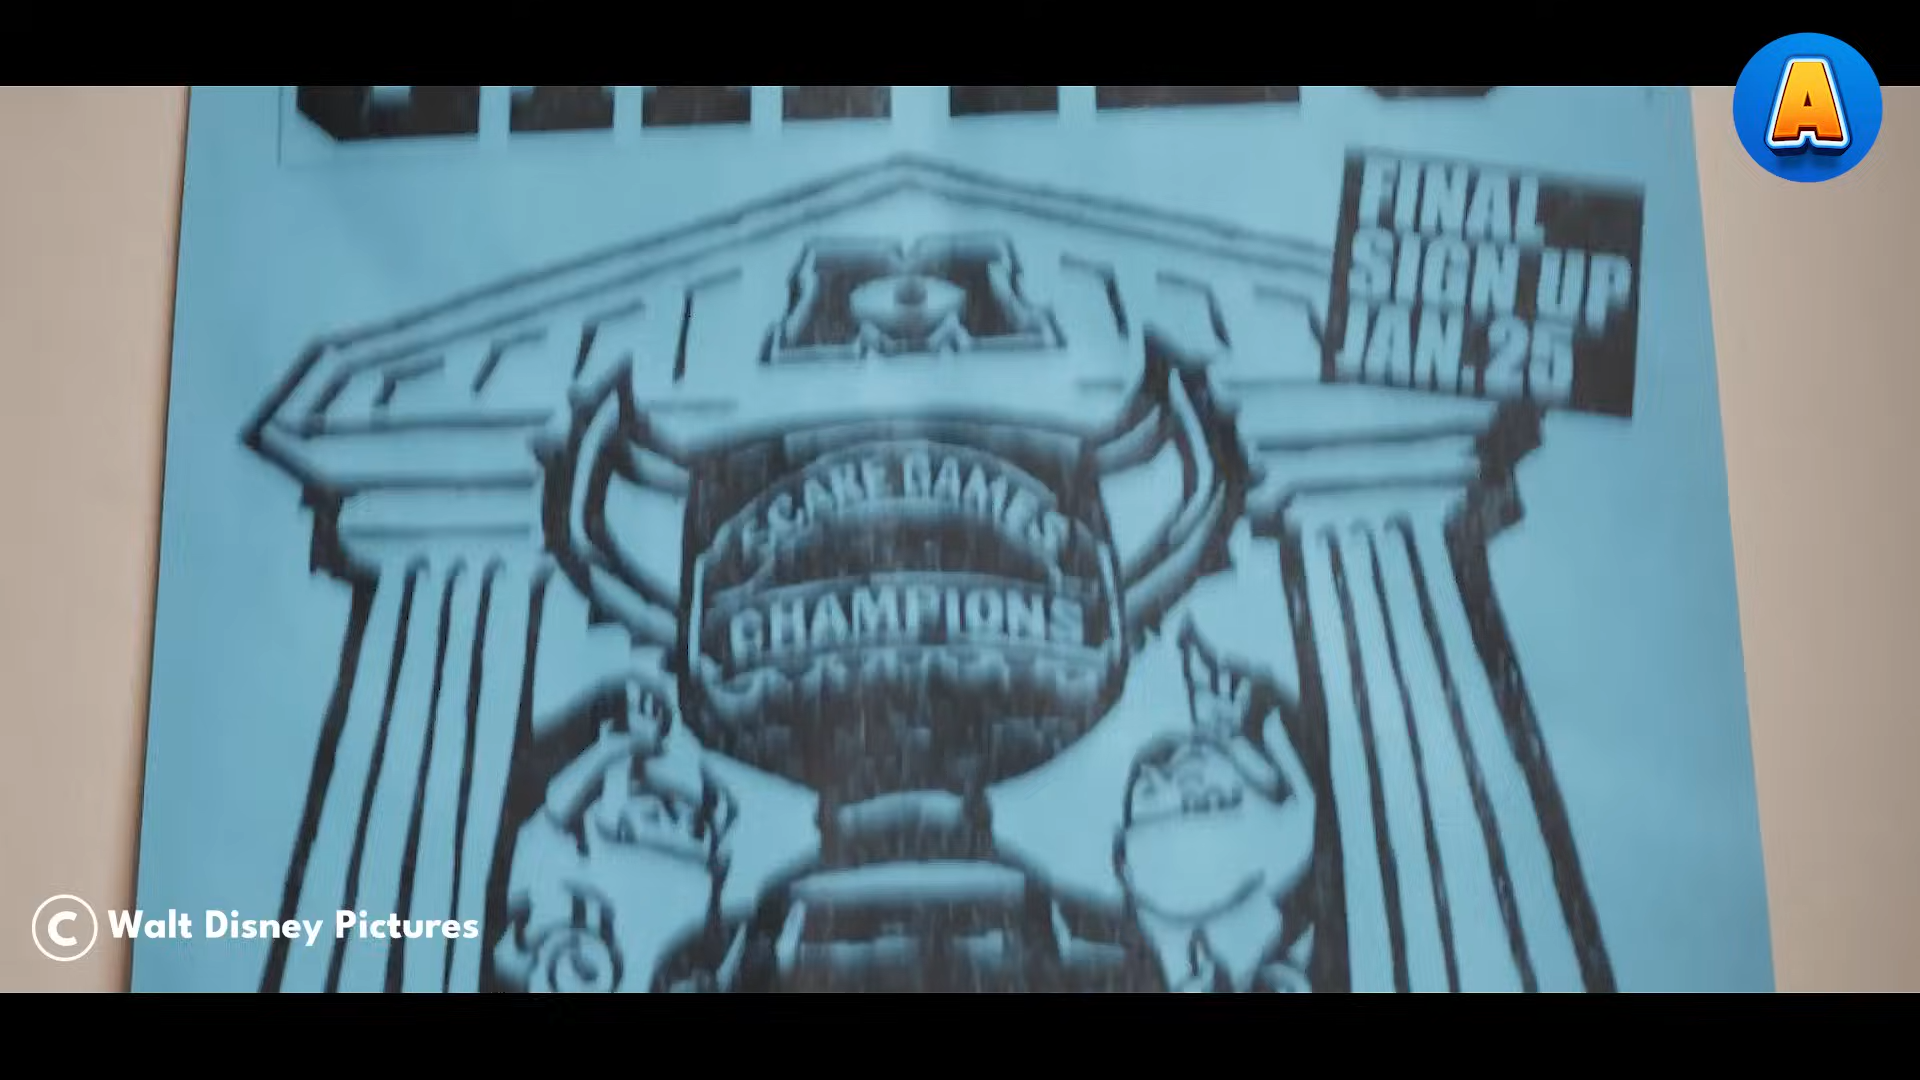 A
FINAL
SIGN UP
JAN. 25
SCARE GAMES
CHAMPIONS
© Walt Disney Pictures